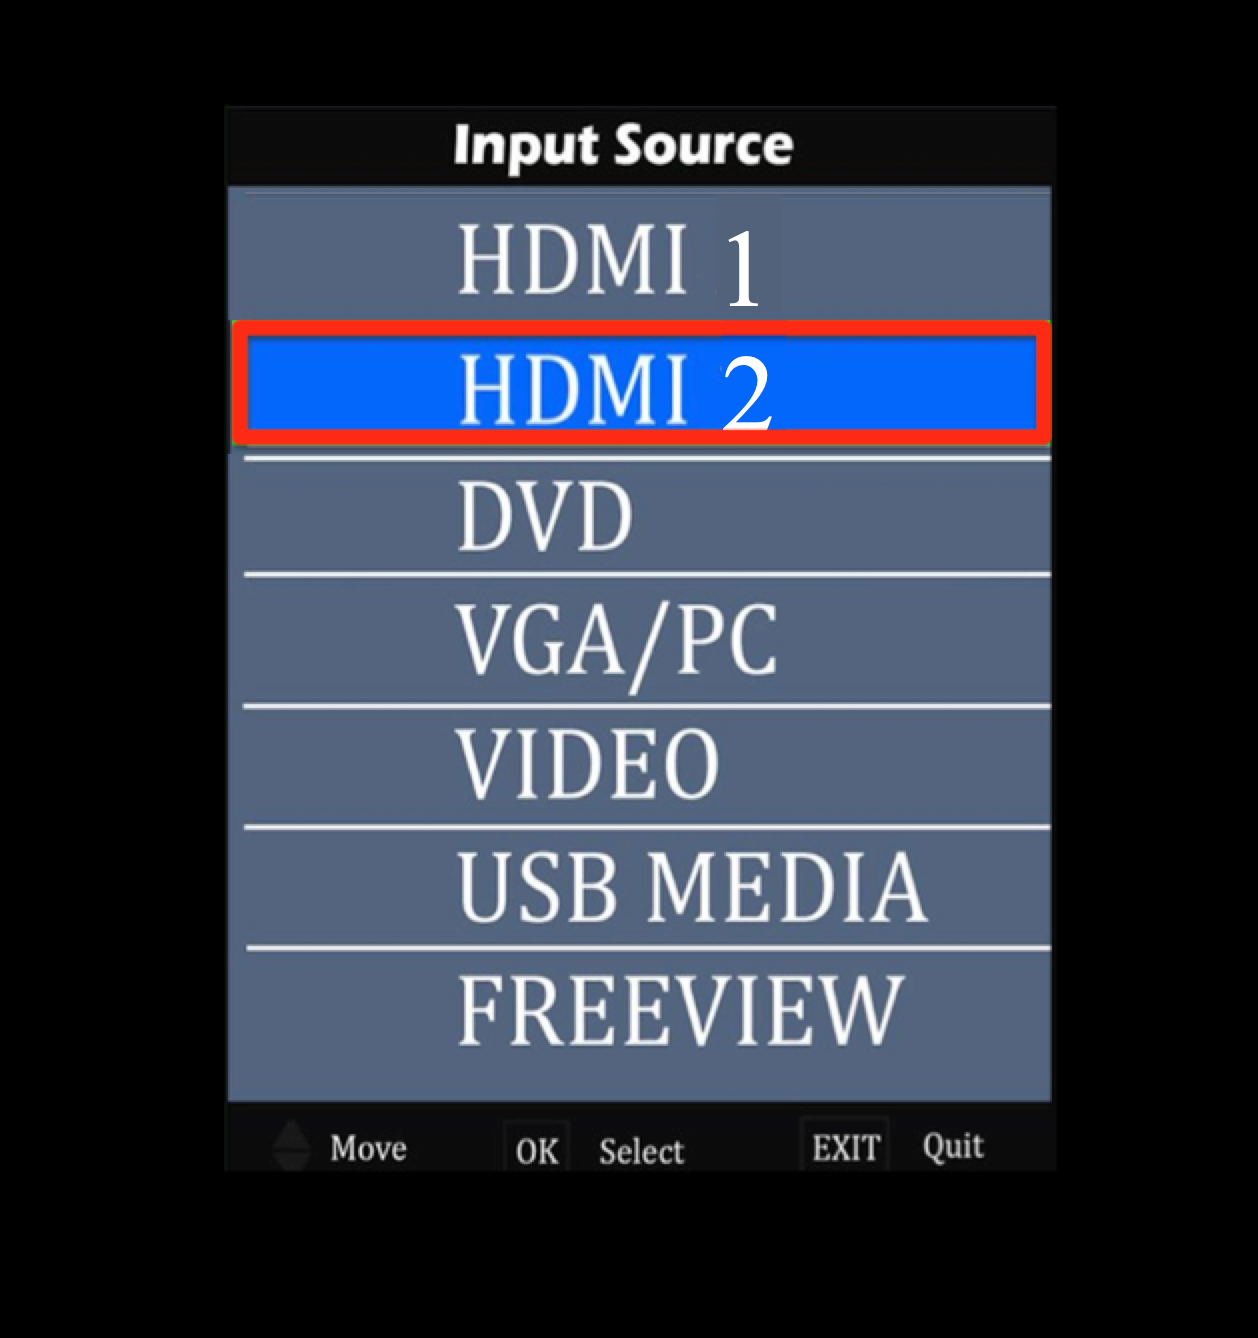 Input Source
HDMI 1
HDMI 2
DVD
VGA/PC
VIDEO
USB MEDIA
FREEVIEW
Move OK Select EXIT Quit